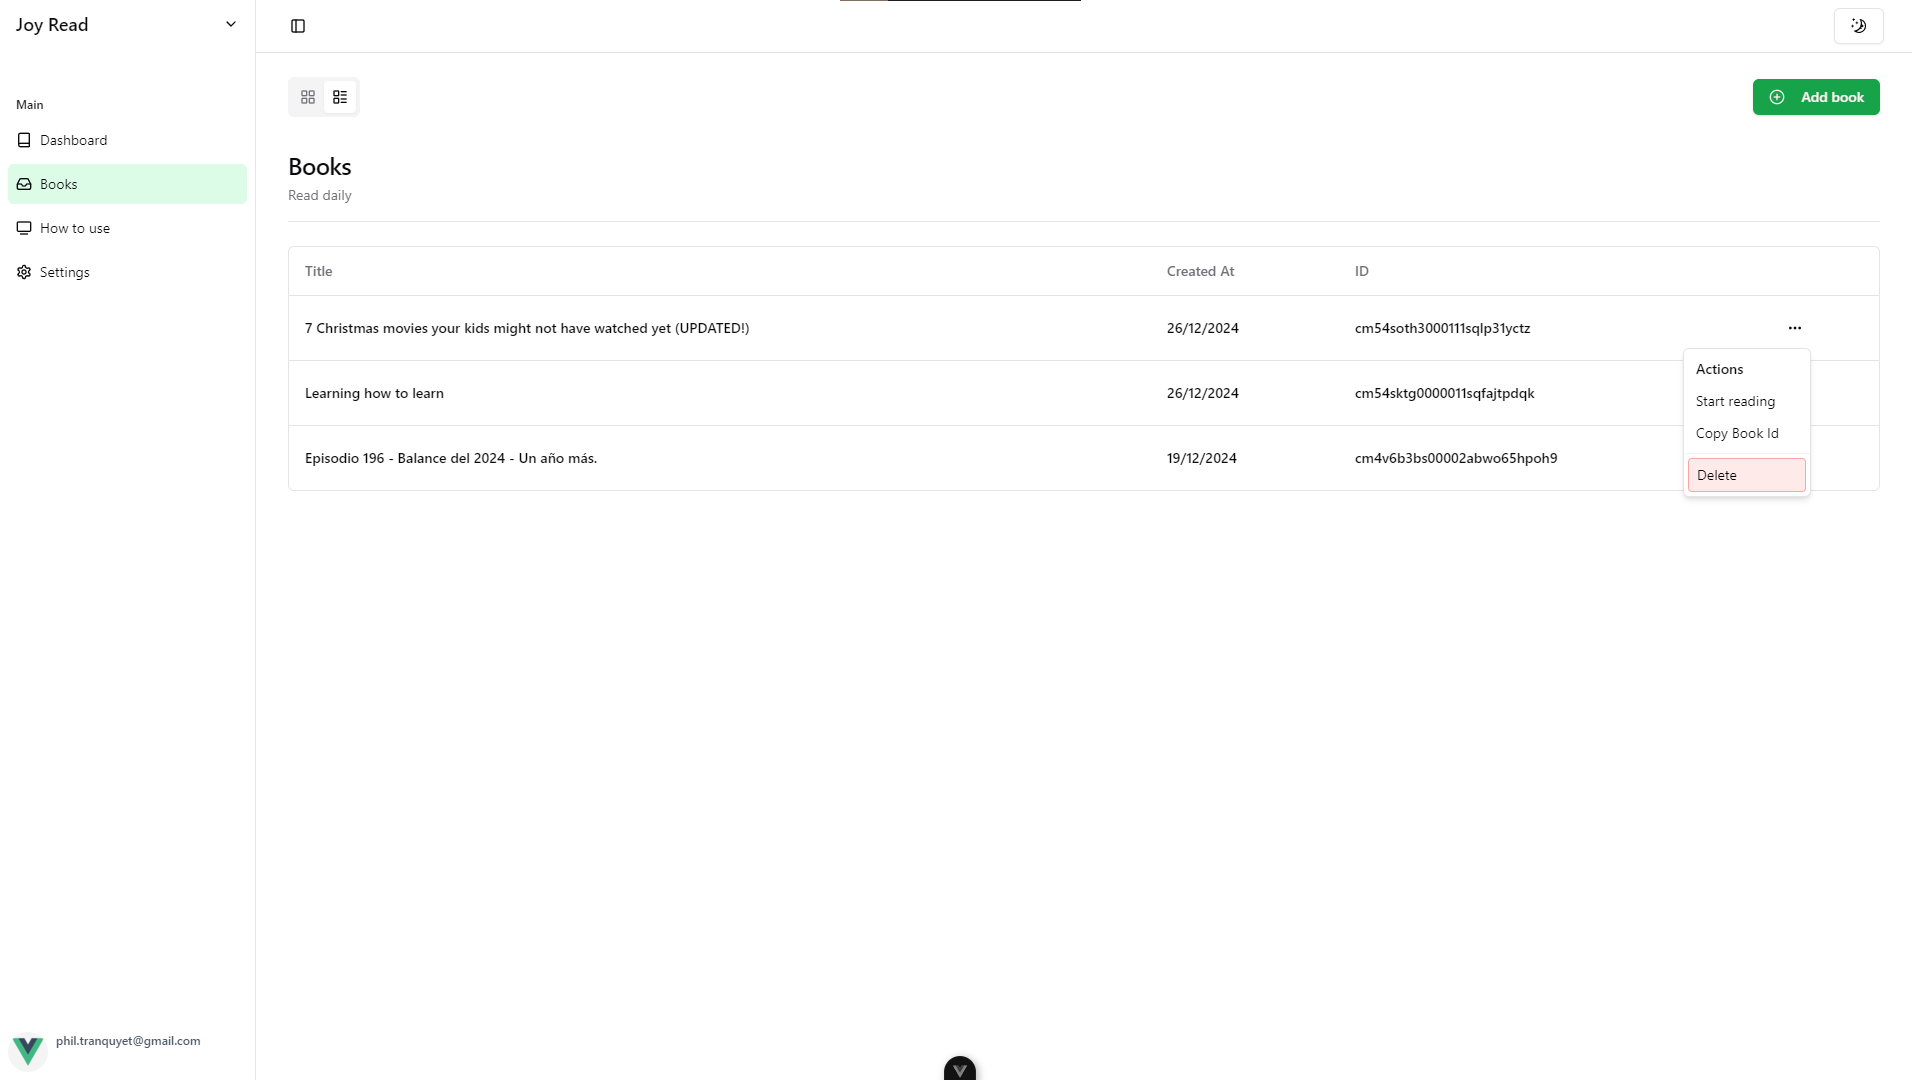 Joy Read
Main
Dashboard
Books
How to use
Settings
phil.tranquyet@gmail.com
Add book
Books
Read daily
Title Created At ID
7 Christmas movies your kids might not have watched yet (UPDATED!) 26/12/2024 cm54soth3000111sqlp31yctz
Learning how to learn 26/12/2024 cm54sktg0000011sqfajtpdqk
Episodio 196 - Balance del 2024 - Un año más. 19/12/2024 cm4v6b3bs00002abwo65hpoh9
Actions
Start reading
Copy Book Id
Delete